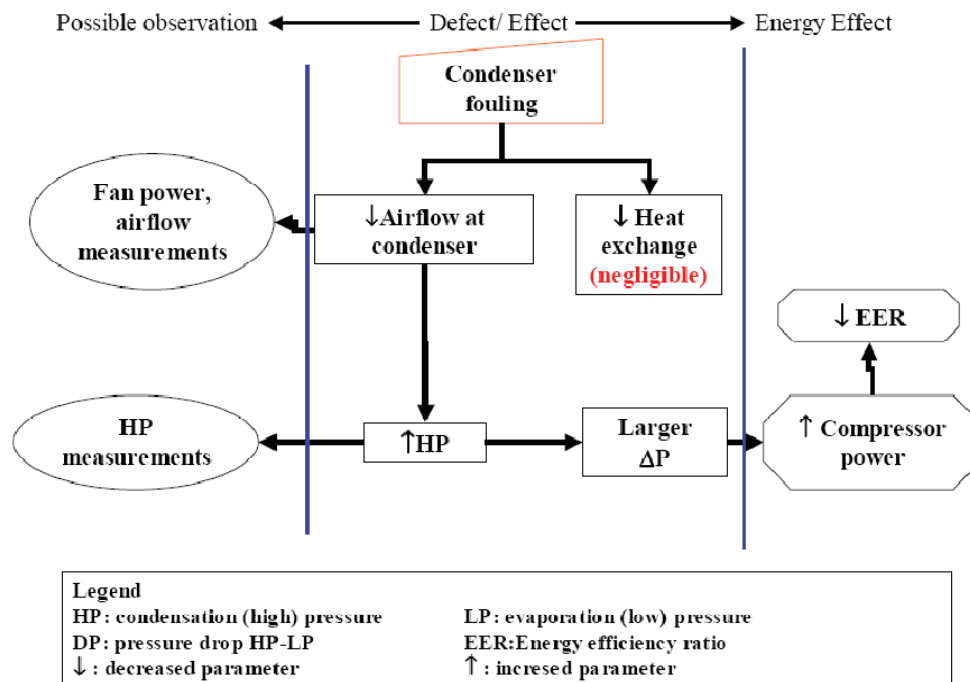 Possible observation
Defect/ Effect
Energy Effect
Condenser
fouling
Fan power,
airflow
measurements
↓Airflow at
condenser
↓ Heat
exchange
(negligible)
↓ EER
HP
measurements
↑HP
Larger
ΔP
↑ Compressor
power
Legend
HP: condensation (high) pressure
LP: evaporation (low) pressure
DP: pressure drop HP-LP
EER:Energy efficiency ratio
↓: decreased parameter
↑: incresed parameter